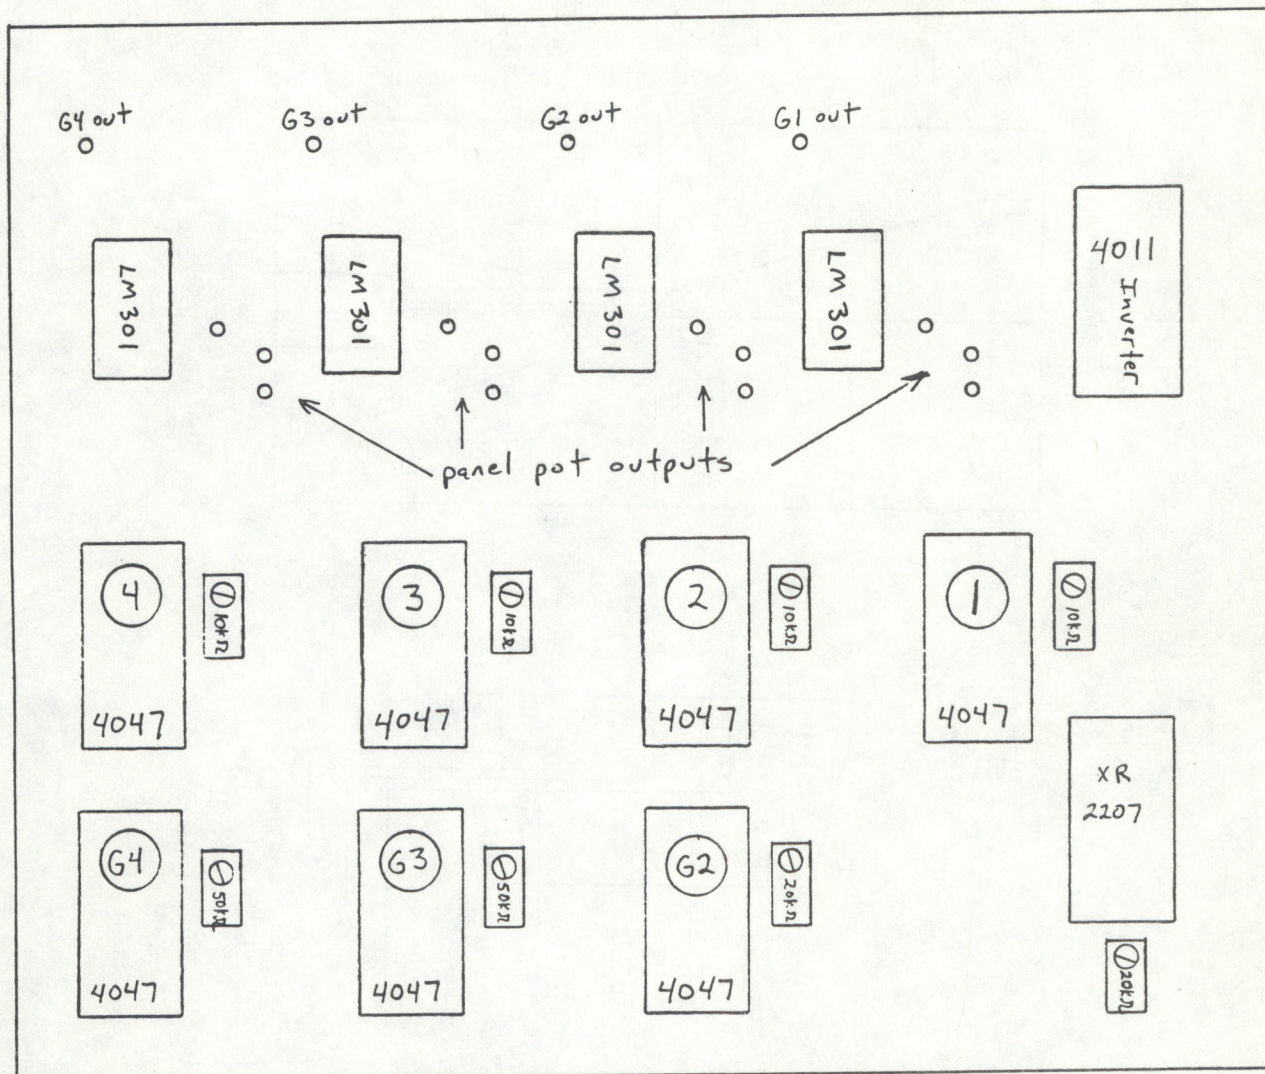 G4 out
G3 out
G2 out
G1 out
LM 301
LM 301
LM 301
LM 301
4011
Inverter
panel pot outputs
4
10kΩ
3
10kΩ
2
10kΩ
1
10kΩ
4047
4047
4047
4047
XR
2207
G4
50kΩ
G3
50kΩ
G2
20kΩ
4047
4047
4047
20kΩ